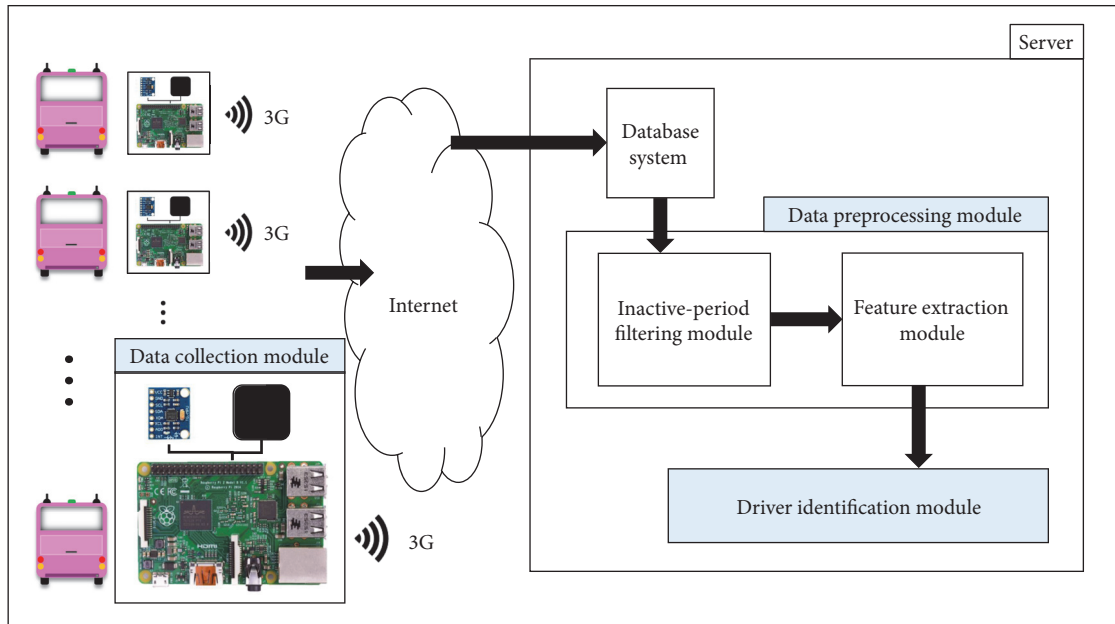 Server
3G
Database
system
3G
Data preprocessing module
Internet
Inactive-period
filtering module
Feature extraction
module
Data collection module
HDMI
3G
Driver identification module